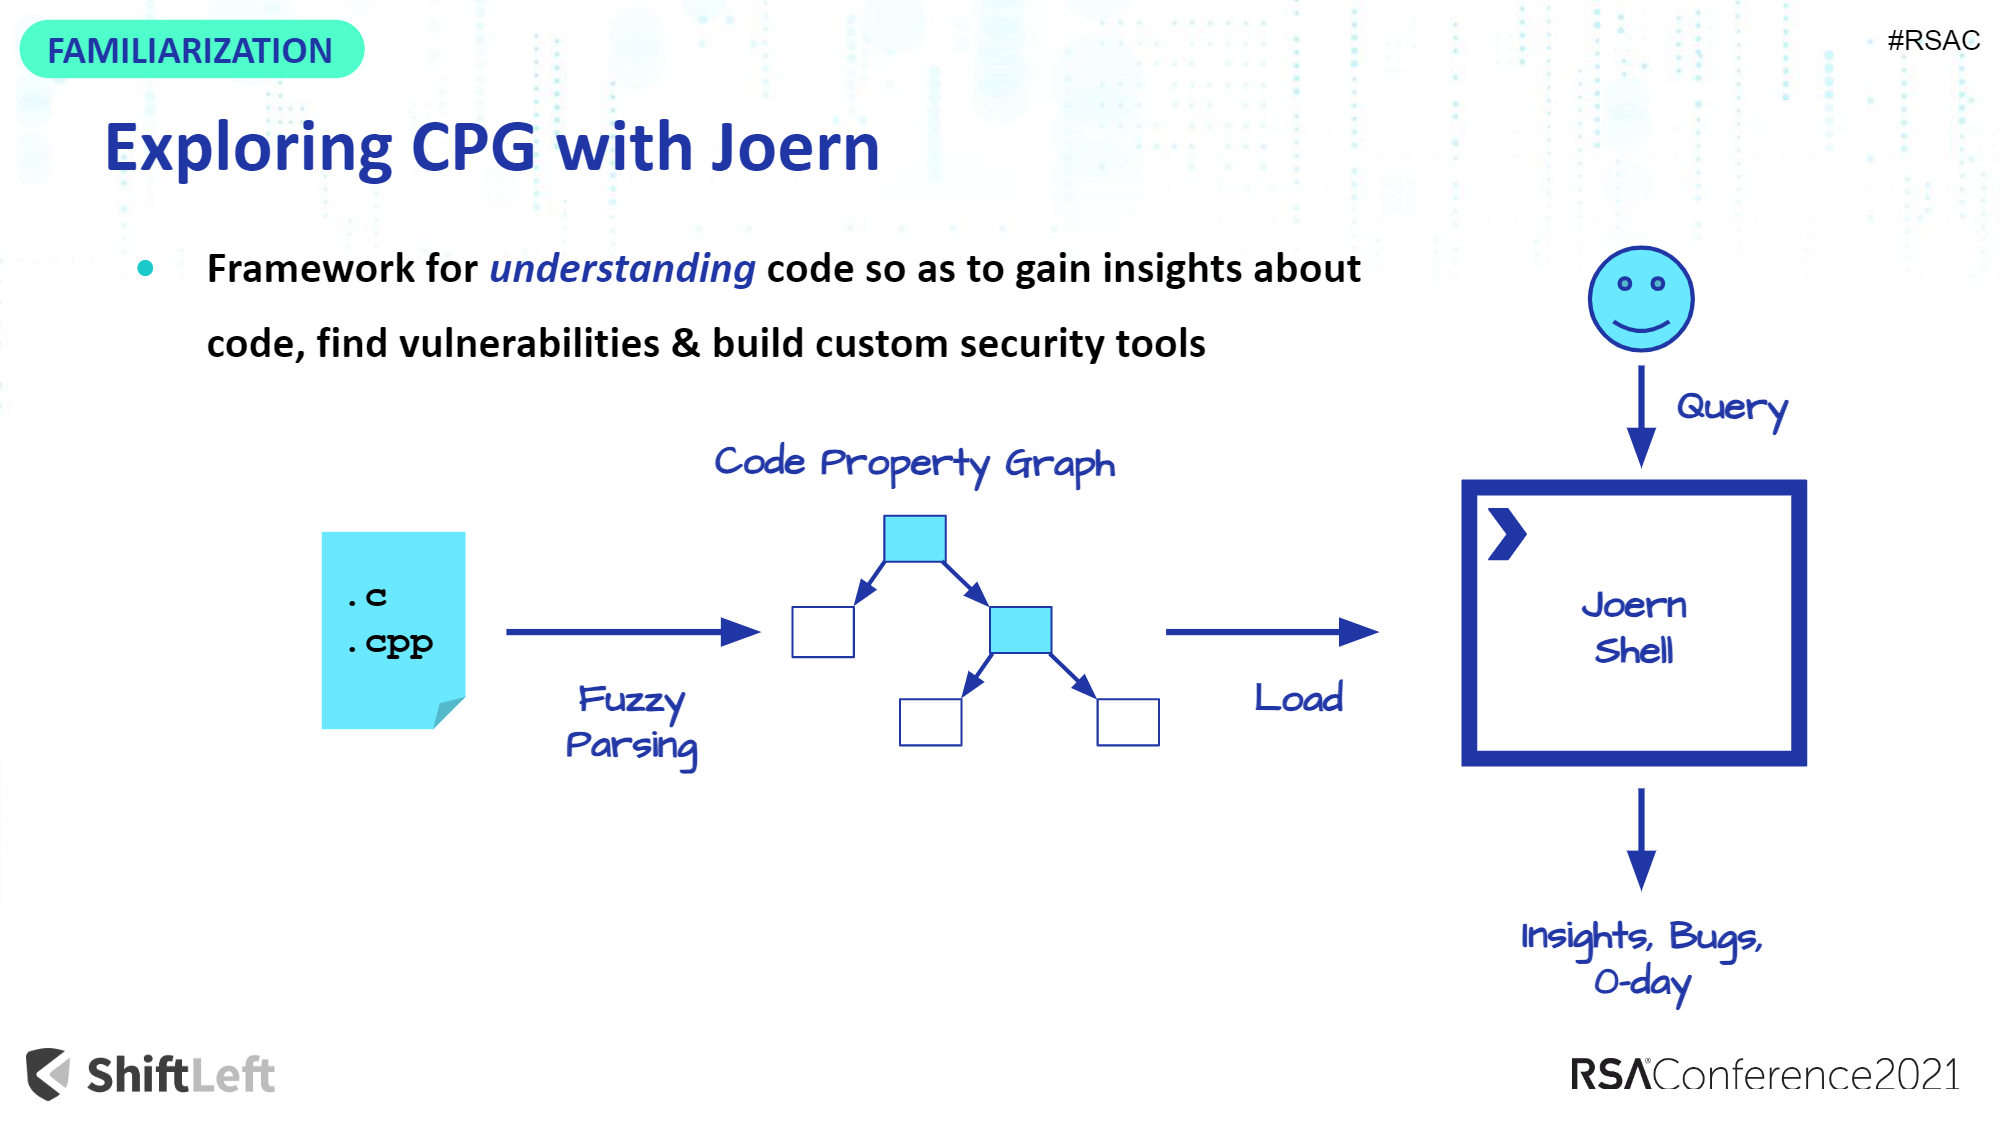 FAMILIARIZATION
#RSAC
Exploring CPG with Joern
Framework for understanding code so as to gain insights about
code, find vulnerabilities & build custom security tools
Query
Code Property Graph
.c
.cpp
Fuzzy
Parsing
Load
Joern
Shell
Insights, Bugs,
0-day
ShiftLeft
RSA®Conference2021